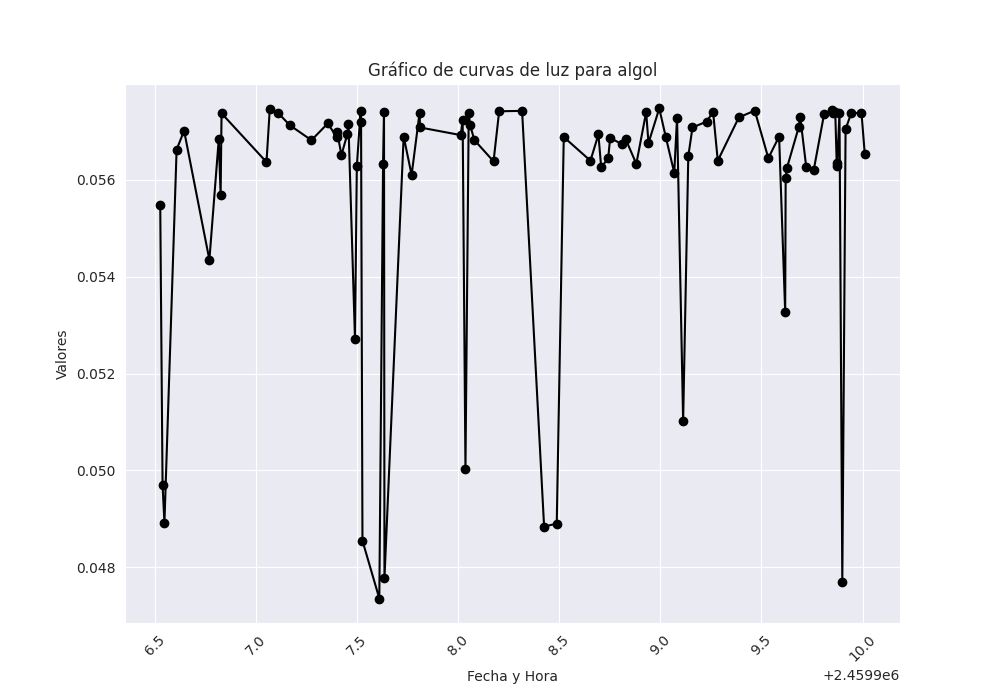 Gráfico de curvas de luz para algol
Valores
0.056
0.054
0.052
0.050
0.048
6.5 7.0 7.5 8.0 8.5 9.0 9.5 10.0
Fecha y Hora
+2.4599e6